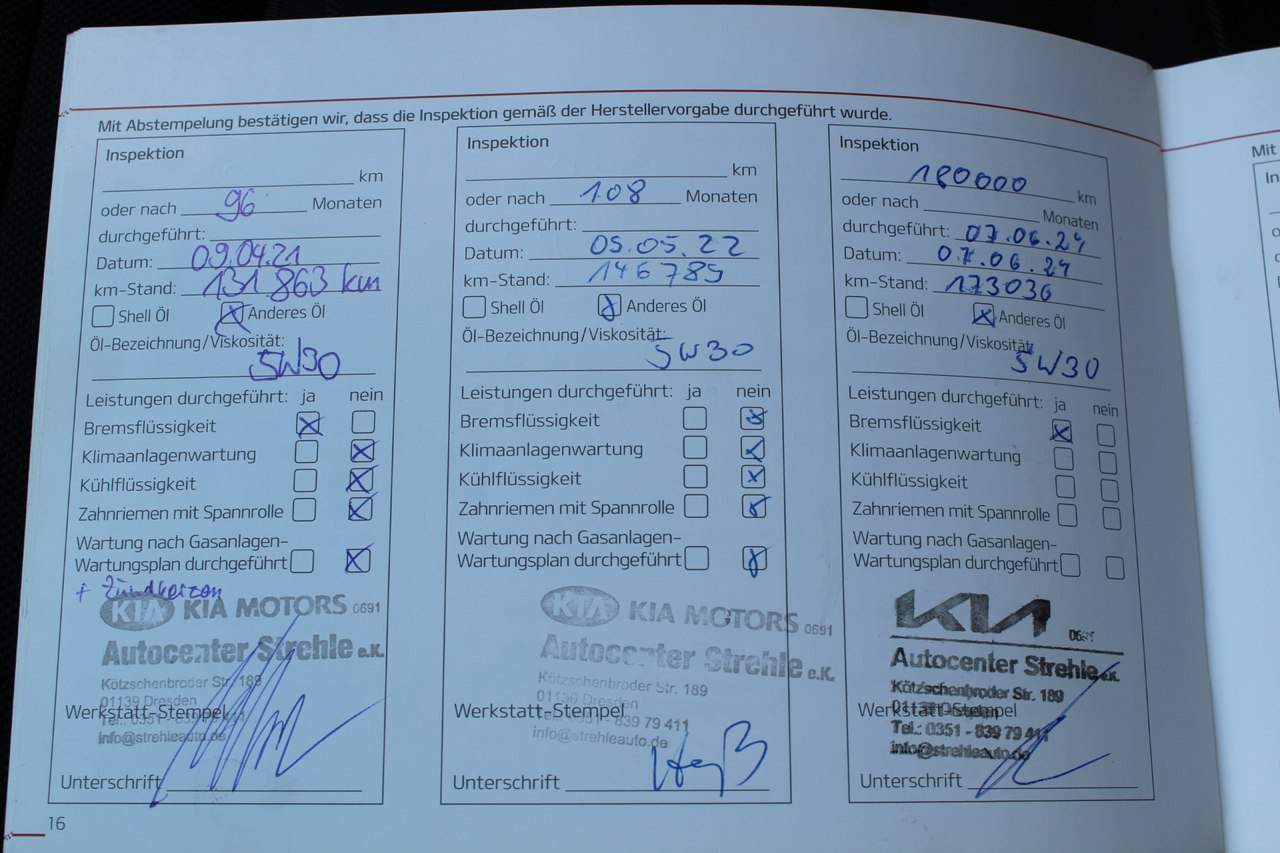 Mit Abstempelung bestätigen wir, dass die Inspektion gemäß der Herstellervorgabe durchgeführt wurde.
Inspektion
km
oder nach 96 Monaten
durchgeführt:
Datum: 09.04.21
km-Stand: 131 863 km
Shell Öl Anderes Öl
Öl-Bezeichnung/Viskosität:
5W30
Leistungen durchgeführt: ja nein
Bremsflüssigkeit
Klimaanlagenwartung
Kühlflüssigkeit
Zahnriemen mit Spannrolle
Wartung nach Gasanlagen-
Wartungsplan durchgeführt
+ Zündkerzen
KIA KIA MOTORS 0691
Autocenter Strehle e.K.
Kötzschenbroder Str. 189
01139 Dresden
Werkstatt-Stempel
Tel.: 0351 - 839 79 411
info@strehleauto.de
Unterschrift
Inspektion
km
oder nach 108 Monaten
durchgeführt:
Datum: 05.05.22
km-Stand: 146789
Shell Öl Anderes Öl
Öl-Bezeichnung/Viskosität:
5W30
Leistungen durchgeführt: ja nein
Bremsflüssigkeit
Klimaanlagenwartung
Kühlflüssigkeit
Zahnriemen mit Spannrolle
Wartung nach Gasanlagen-
Wartungsplan durchgeführt
KIA KIA MOTORS 0691
Autocenter Strehle e.K.
Kötzschenbroder Str. 189
01139 Dresden
Werkstatt-Stempel
Tel.: 0351 - 839 79 411
info@strehleauto.de
Unterschrift
Inspektion
180000 km
oder nach Monaten
durchgeführt: 07.06.24
Datum: 07.06.24
km-Stand: 173036
Shell Öl Anderes Öl
Öl-Bezeichnung/Viskosität
5W30
Leistungen durchgeführt: ja nein
Bremsflüssigkeit
Klimaanlagenwartung
Kühlflüssigkeit
Zahnriemen mit Spannrolle
Wartung nach Gasanlagen-
Wartungsplan durchgeführt
KIA
Autocenter Strehle e.K.
Kötzschenbroder Str. 189
01139 Dresden
Werkstatt-Stempel
Tel.: 0351 - 839 79 411
info@strehleauto.de
Unterschrift
16
Mit